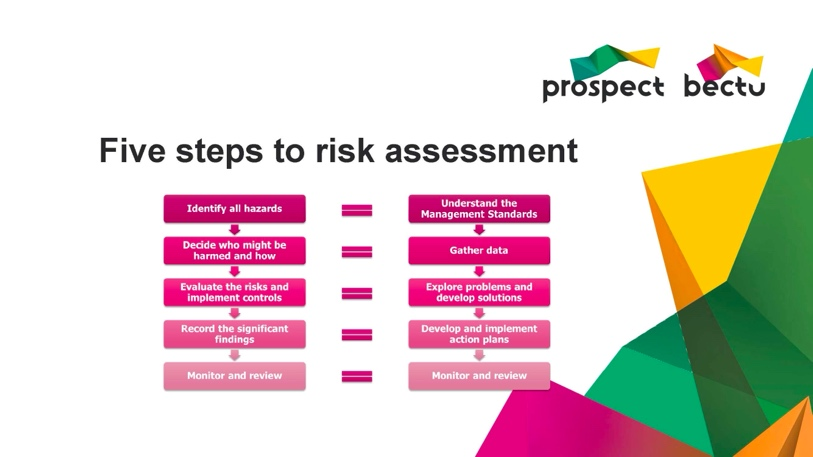 prospect bectu
Five steps to risk assessment
Identify all hazards
Understand the
Management Standards
Decide who might be
harmed and how
Gather data
Evaluate the risks and
implement controls
Explore problems and
develop solutions
Record the significant
findings
Develop and implement
action plans
Monitor and review
Monitor and review